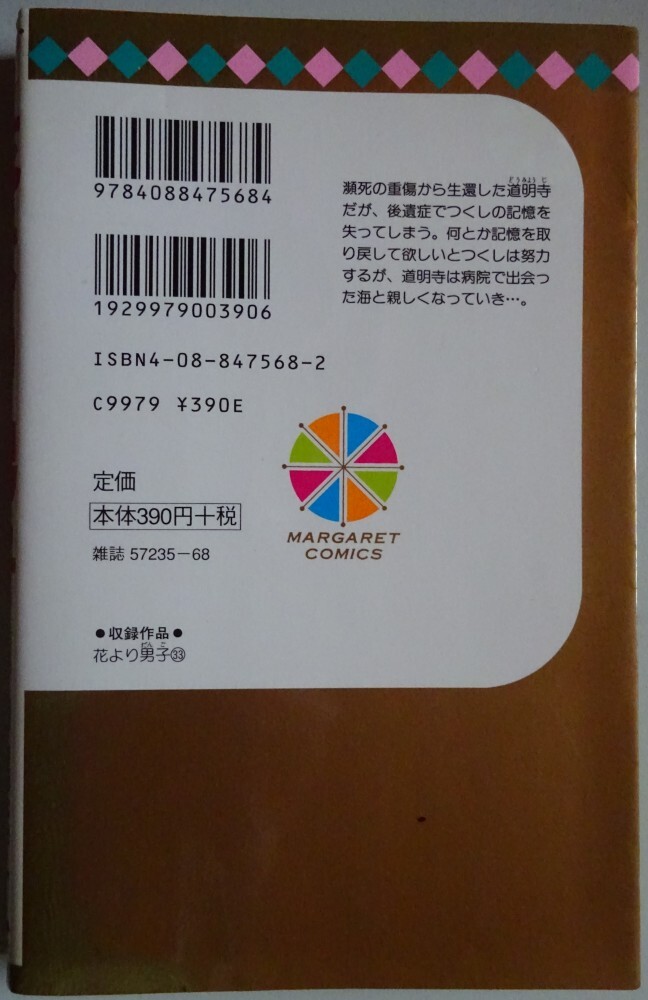 9784088475684
1929979003906
ISBN4-08-847568-2
C9979 ¥390E
定価
本体390円+税
雑誌 57235-68
●収録作品●
花より男子㉝
だんご
瀕死の重傷から生還した道明寺
どうみょうじ
だが、後遺症でつくしの記憶を
失ってしまう。何とか記憶を取
り戻して欲しいとつくしは努力
するが、道明寺は病院で出会っ
た海と親しくなっていき…。
MARGARET
COMICS